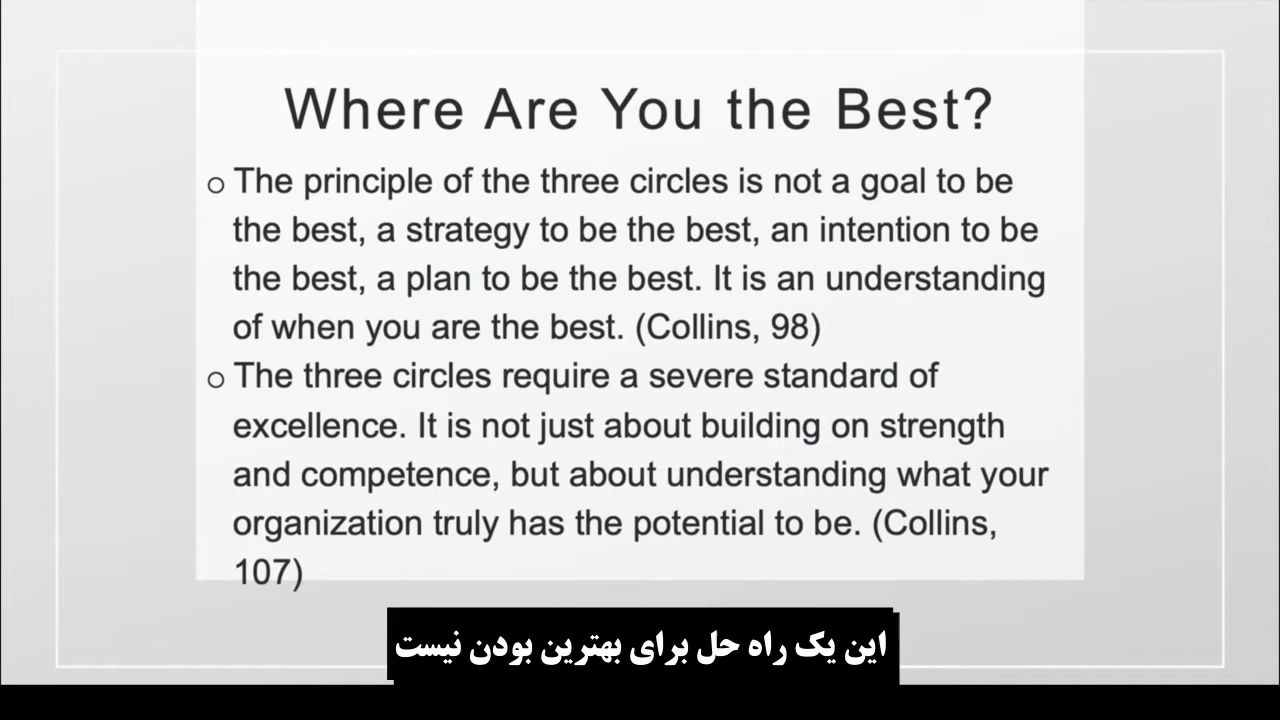 Where Are You the Best?
o The principle of the three circles is not a goal to be
the best, a strategy to be the best, an intention to be
the best, a plan to be the best. It is an understanding
of when you are the best. (Collins, 98)
o The three circles require a severe standard of
excellence. It is not just about building on strength
and competence, but about understanding what your
organization truly has the potential to be. (Collins,
107)
این یک راه حل برای بهترین بودن نیست